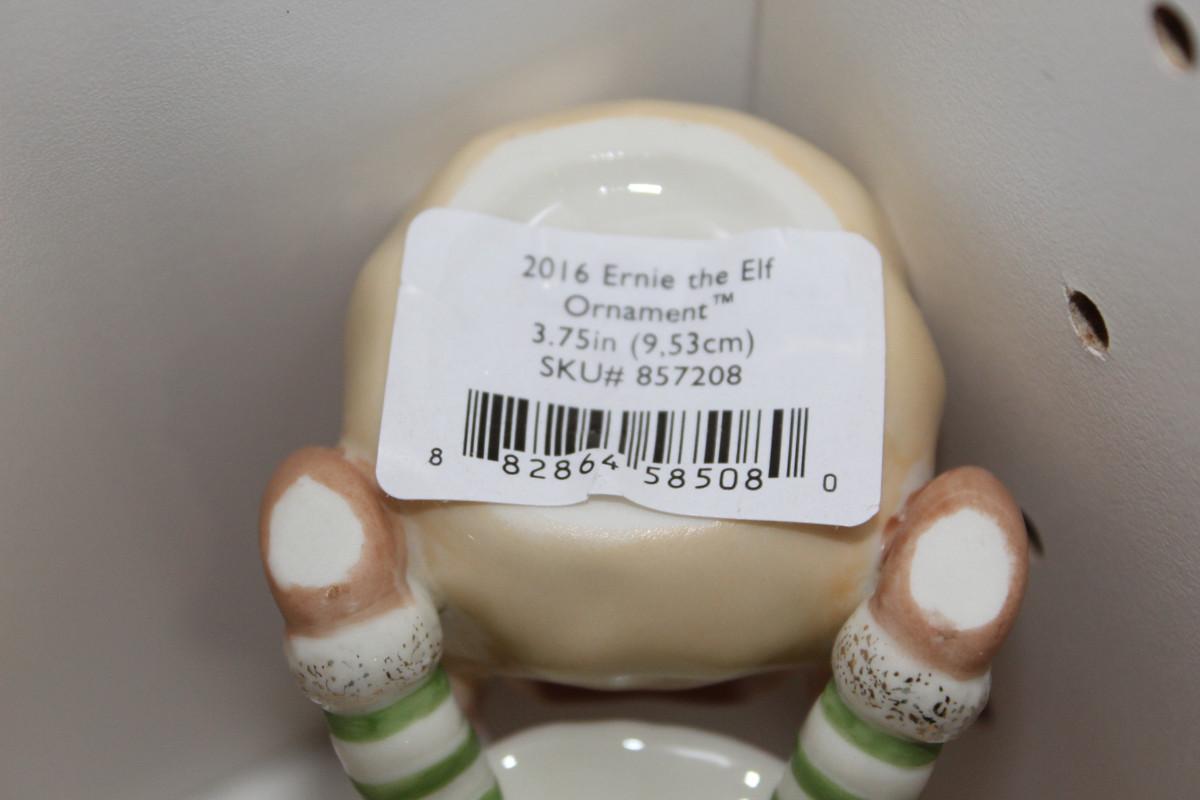 2016 Ernie the Elf
Ornament™
3.75in (9,53cm)
SKU# 857208
8 82864 58508 0